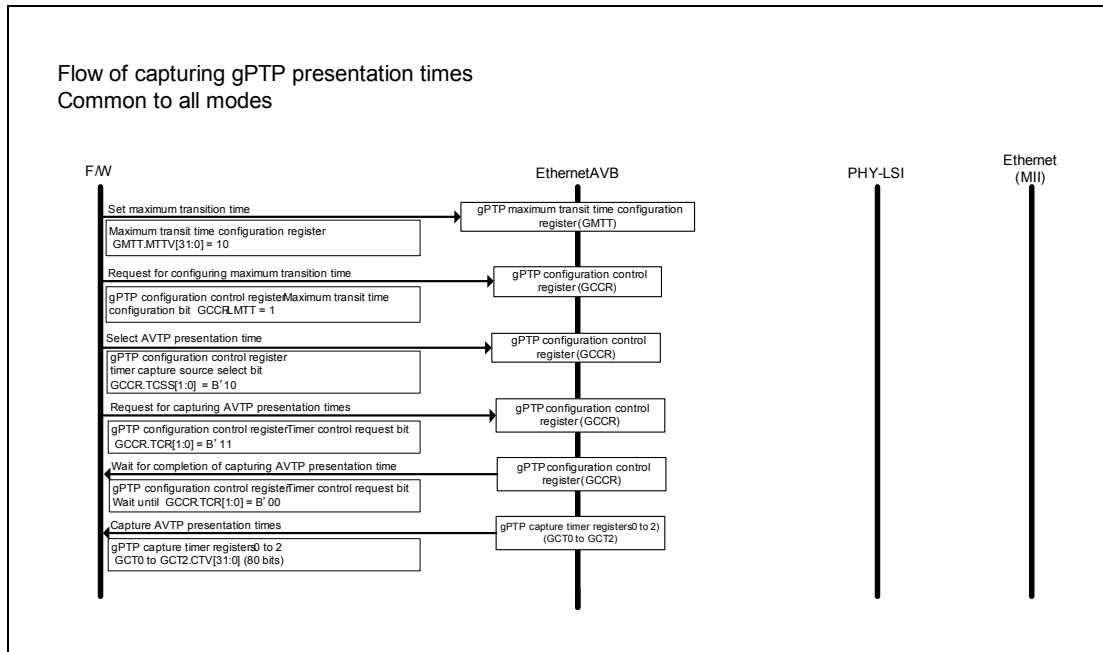 Flow of capturing gPTP presentation times
Common to all modes
F/W
EthernetAVB
PHY-LSI
Ethernet
(MII)
Set maximum transition time
gPTP maximum transit time configuration
register (GMTT)
Maximum transit time configuration register
GMTT.MTTV[31:0] = 10
Request for configuring maximum transition time
gPTP configuration control
register (GCCR)
gPTP configuration control registerMaximum transit time
configuration bit GCCR.LMTT = 1
Select AVTP presentation time
gPTP configuration control
register (GCCR)
gPTP configuration control register
timer capture source select bit
GCCR.TCSS[1:0] = B'10
Request for capturing AVTP presentation times
gPTP configuration control
register (GCCR)
gPTP configuration control registerTimer control request bit
GCCR.TCR[1:0] = B'11
Wait for completion of capturing AVTP presentation time
gPTP configuration control
register (GCCR)
gPTP configuration control registerTimer control request bit
Wait until GCCR.TCR[1:0] = B'00
Capture AVTP presentation times
gPTP capture timer registers0 to 2)
(GCT0 to GCT2)
gPTP capture timer registers0 to 2
GCT0 to GCT2.CTV[31:0] (80 bits)